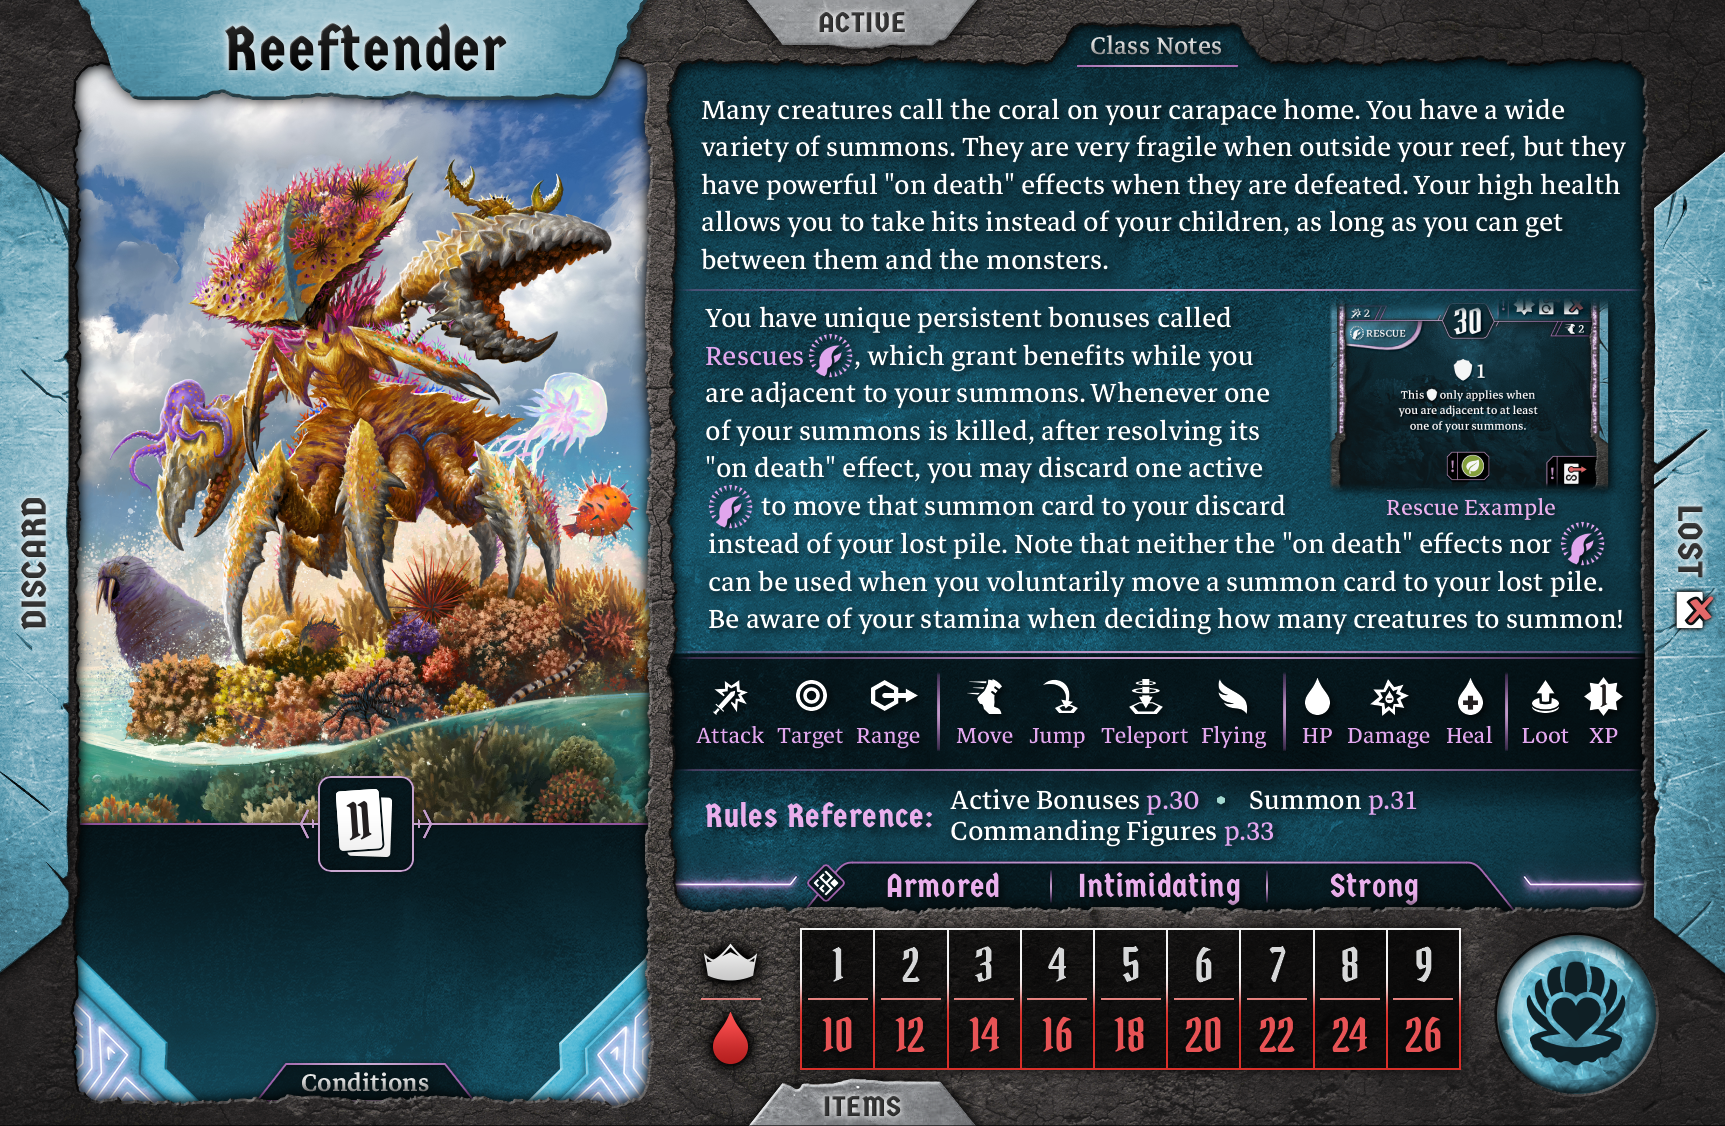 Reeftender
ACTIVE
Class Notes
Many creatures call the coral on your carapace home. You have a wide
variety of summons. They are very fragile when outside your reef, but they
have powerful "on death" effects when they are defeated. Your high health
allows you to take hits instead of your children, as long as you can get
between them and the monsters.
You have unique persistent bonuses called
Rescues , which grant benefits while you
are adjacent to your summons. Whenever one
of your summons is killed, after resolving its
"on death" effect, you may discard one active
to move that summon card to your discard
instead of your lost pile. Note that neither the "on death" effects nor
can be used when you voluntarily move a summon card to your lost pile.
Be aware of your stamina when deciding how many creatures to summon!
2
30
RESCUE
2
1
This only applies when
you are adjacent to at least
one of your summons.
!
!
Rescue Example
Attack Target Range Move Jump Teleport Flying HP Damage Heal Loot XP
1
Rules Reference:
Active Bonuses p.30 • Summon p.31
Commanding Figures p.33
Armored Intimidating Strong
1 2 3 4 5 6 7 8 9
10 12 14 16 18 20 22 24 26
DISCARD
LOST
11
Conditions
ITEMS